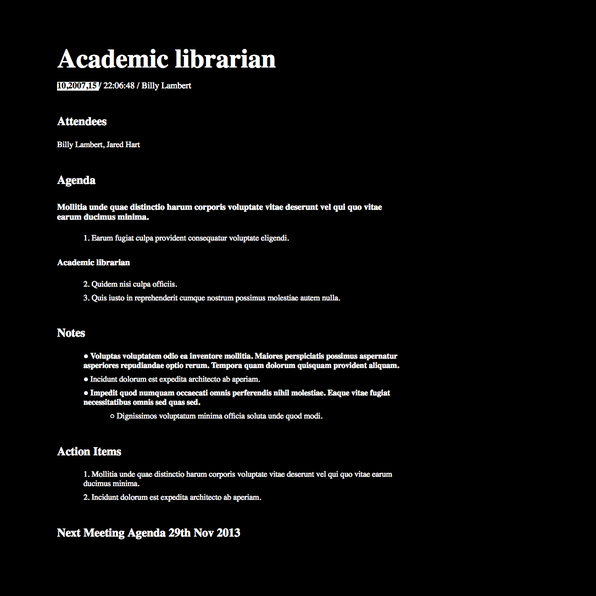 Academic librarian
10,2007,15 / 22:06:48 / Billy Lambert
Attendees
Billy Lambert, Jared Hart
Agenda
Mollitia unde quae distinctio harum corporis voluptate vitae deserunt vel qui quo vitae
earum ducimus minima.
1. Earum fugiat culpa provident consequatur voluptate eligendi.
Academic librarian
2. Quidem nisi culpa officiis.
3. Quis iusto in reprehenderit cumque nostrum possimus molestiae autem nulla.
Notes
● Voluptas voluptatem odio ea inventore mollitia. Maiores perspiciatis possimus aspernatur
asperiores repudiandae optio rerum. Tempora quam dolorum quisquam provident aliquam.
● Incidunt dolorum est expedita architecto ab aperiam.
● Impedit quod numquam occaecati omnis perferendis nihil molestiae. Eaque vitae fugiat
necessitatibus omnis sed quas sed.
○ Dignissimos voluptatum minima officia soluta unde quod modi.
Action Items
1. Mollitia unde quae distinctio harum corporis voluptate vitae deserunt vel qui quo vitae earum
ducimus minima.
2. Incidunt dolorum est expedita architecto ab aperiam.
Next Meeting Agenda 29th Nov 2013